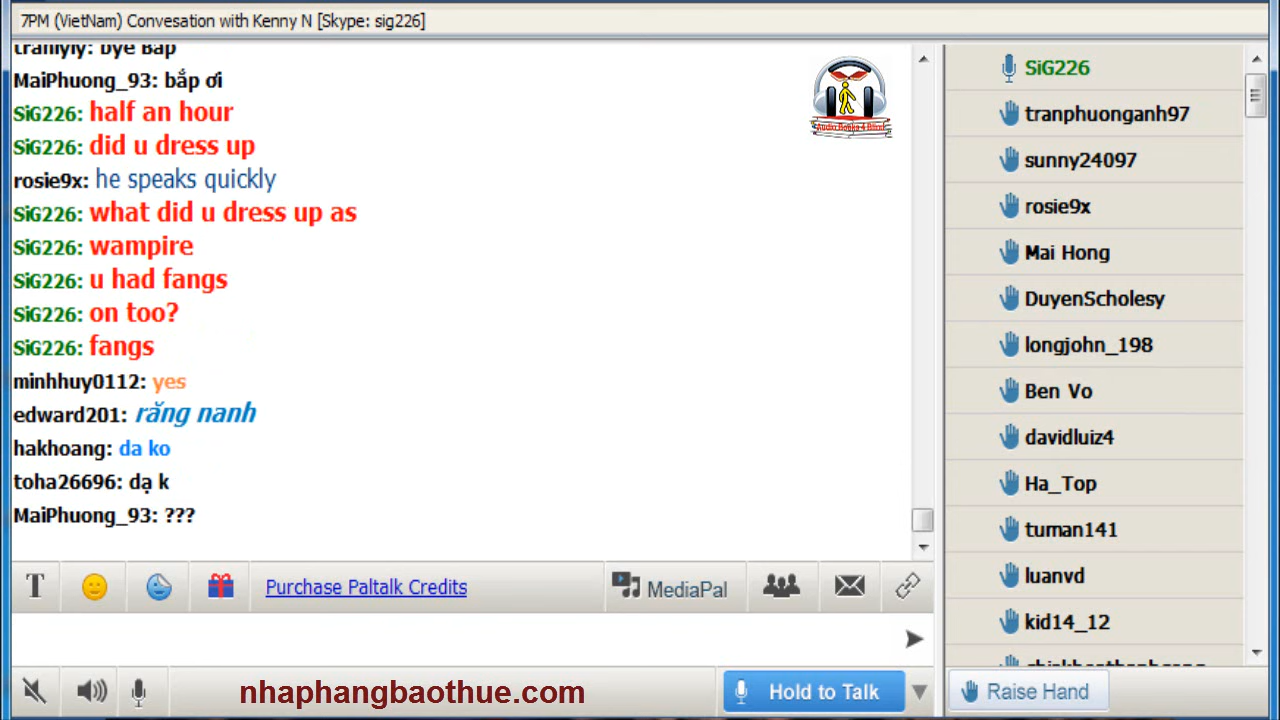 7PM (VietNam) Convesation with Kenny N [Skype: sig226]
tranlyly: bye Bap
MaiPhuong_93: bắp ơi
SiG226: half an hour
SiG226: did u dress up
rosie9x: he speaks quickly
SiG226: what did u dress up as
SiG226: wampire
SiG226: u had fangs
SiG226: on too?
SiG226: fangs
minhhuy0112: yes
edward201: răng nanh
hakhoang: da ko
toha26696: dạ k
MaiPhuong_93: ???
T
Purchase Paltalk Credits
MediaPal
nhaphangbaothue.com
Hold to Talk
SiG226
tranphuonganh97
sunny24097
rosie9x
Mai Hong
DuyenScholesy
longjohn_198
Ben Vo
davidluiz4
Ha_Top
tuman141
luanvd
kid14_12
Raise Hand